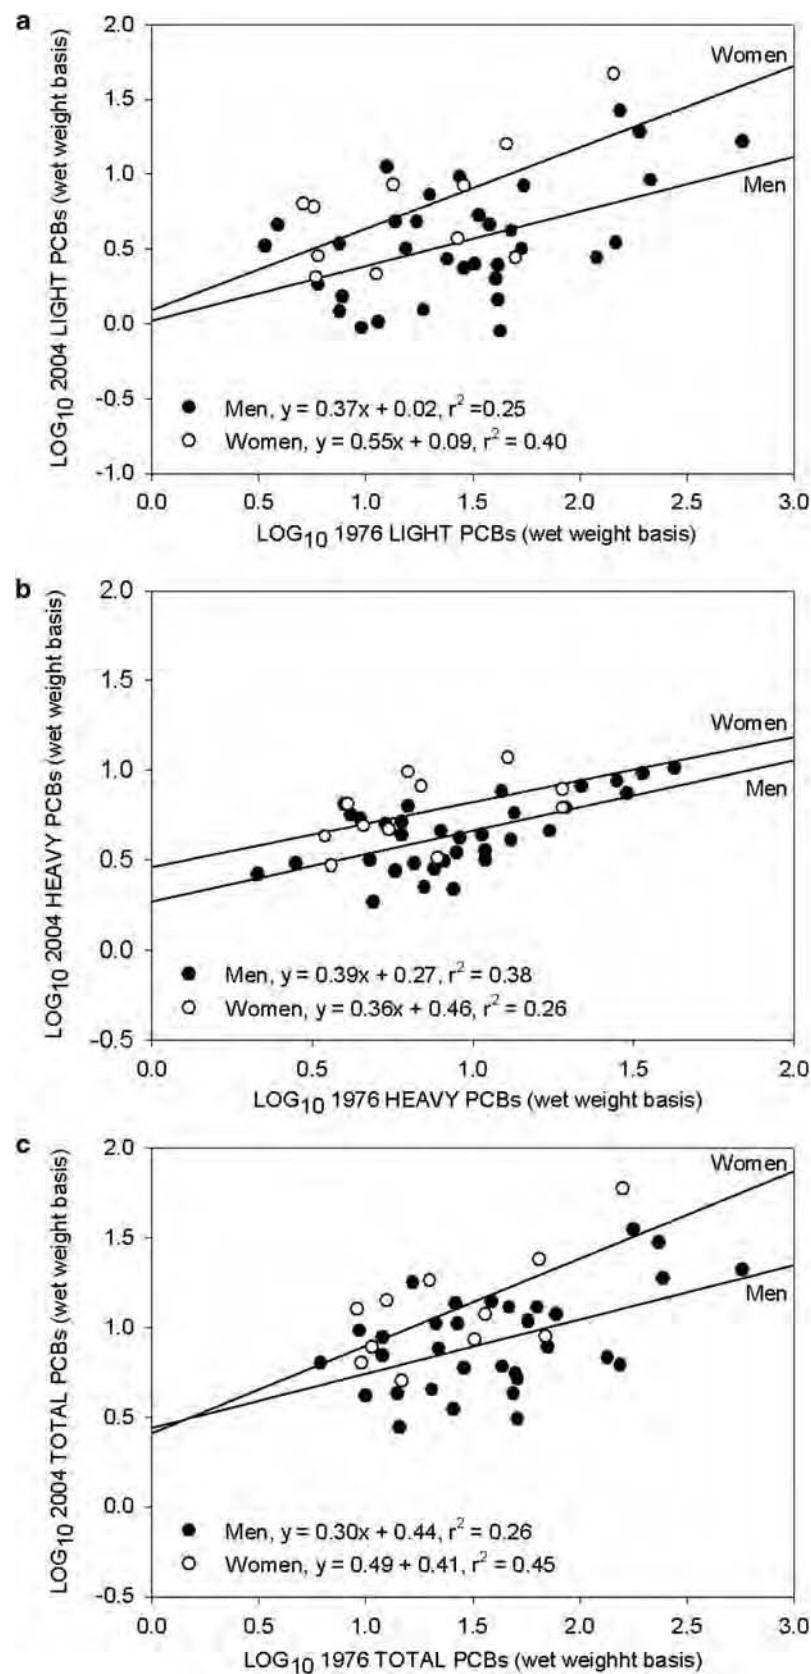 a
LOG10 2004 LIGHT PCBs (wet weight basis)
2.0
1.5
1.0
0.5
0.0
-0.5
-1.0
Women
Men
Men, y = 0.37x + 0.02, r² =0.25
Women, y = 0.55x + 0.09, r² = 0.40
0.0 0.5 1.0 1.5 2.0 2.5 3.0
LOG10 1976 LIGHT PCBs (wet weight basis)
b
LOG10 2004 HEAVY PCBs (wet weight basis)
2.0
1.5
1.0
0.5
0.0
-0.5
Women
Men
Men, y = 0.39x + 0.27, r² = 0.38
Women, y = 0.36x + 0.46, r² = 0.26
0.0 0.5 1.0 1.5 2.0
LOG10 1976 HEAVY PCBs (wet weight basis)
c
LOG10 2004 TOTAL PCBs (wet weight basis)
2.0
1.5
1.0
0.5
0.0
-0.5
Women
Men
Men, y = 0.30x + 0.44, r² = 0.26
Women, y = 0.49 + 0.41, r² = 0.45
0.0 0.5 1.0 1.5 2.0 2.5 3.0
LOG10 1976 TOTAL PCBs (wet weighht basis)